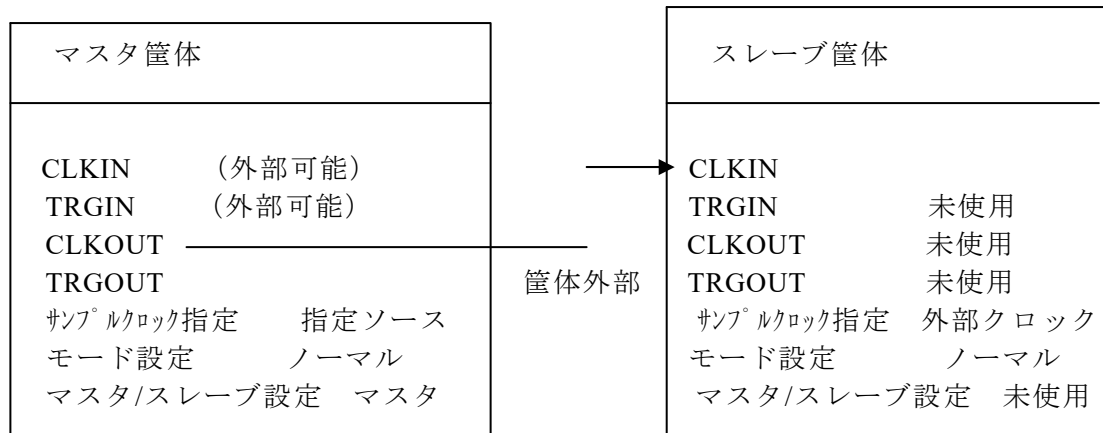 マスタ筐体
CLKIN （外部可能）
TRGIN （外部可能）
CLKOUT
TRGOUT
ｻﾝﾌﾟﾙｸﾛｯｸ指定 指定ソース
モード設定 ノーマル
マスタ/スレーブ設定 マスタ
筐体外部
スレーブ筐体
CLKIN
TRGIN 未使用
CLKOUT 未使用
TRGOUT 未使用
ｻﾝﾌﾟﾙｸﾛｯｸ指定 外部クロック
モード設定 ノーマル
マスタ/スレーブ設定 未使用